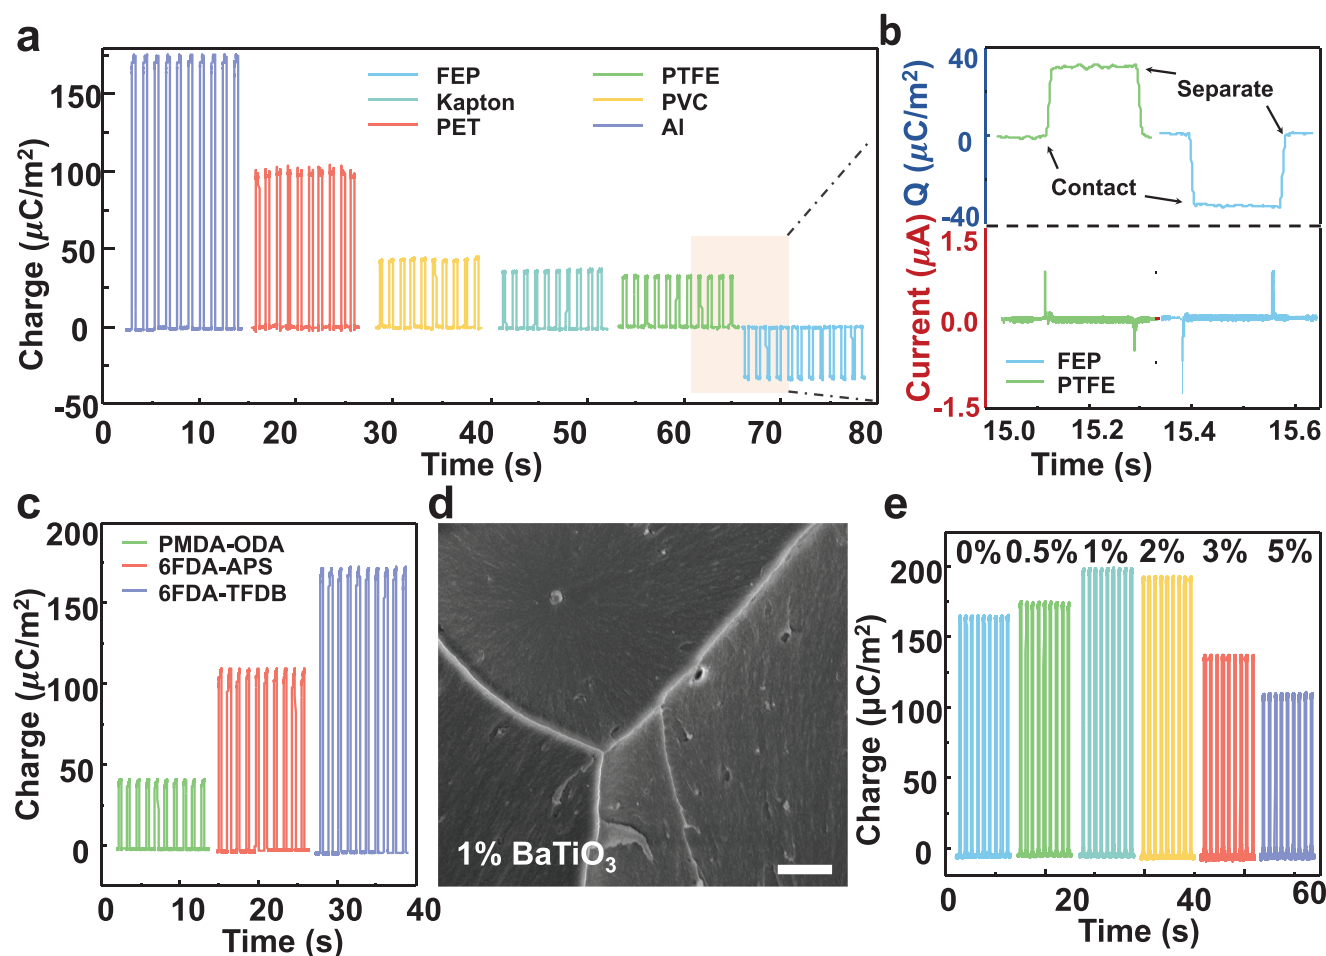 a
Charge (μC/m²)
150
100
50
0
-50
FEP
Kapton
PET
PTFE
PVC
Al
0 10 20 30 40 50 60 70 80
Time (s)
b
Q (μC/m²)
40
0
-40
Separate
Contact
Current (μA)
1.5
0.0
-1.5
FEP
PTFE
15.0 15.2 15.4 15.6
Time (s)
c
Charge (μC/m²)
200
150
100
50
0
PMDA-ODA
6FDA-APS
6FDA-TFDB
0 10 20 30 40
Time (s)
d
1% BaTiO₃
e
Charge (μC/m²)
200
150
100
50
0
0% 0.5% 1% 2% 3% 5%
0 20 40 60
Time (s)